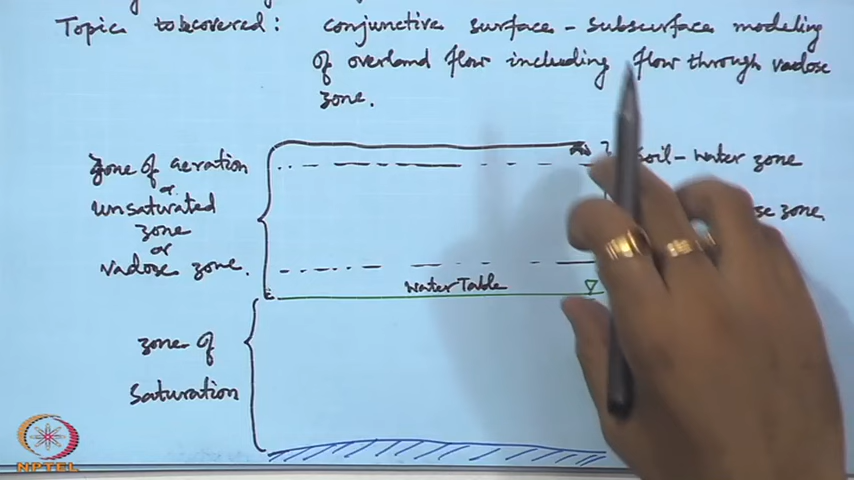 Topic to be covered : conjunctive surface - subsurface modeling
of overland flow including flow through vadose
zone.
zone of aeration
or
unsaturated
zone
or
vadose zone.
soil - water zone
zone.
water Table
zone of
saturation
NPTEL